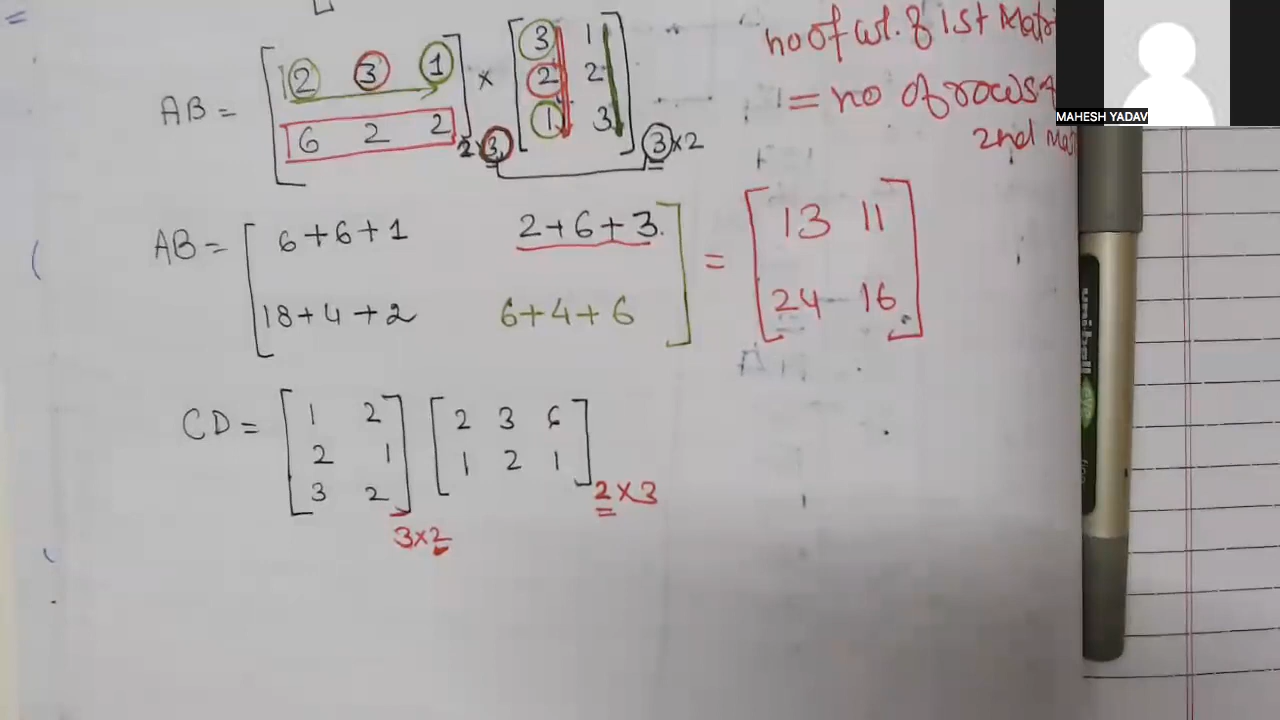 =
AB = [2 3 1 × [3 1
2 2
6 2 2] 2×3 1 3] 3×2
no of col. of 1st Matr
= no of rows
2nd Ma
MAHESH YADAV
AB = [6+6+1 2+6+3
18+4+2 6+4+6] = [13 11
24 16]
CD = [1 2 [2 3 6
2 1 1 2 1] 2×3
3 2] 3×2
uniball